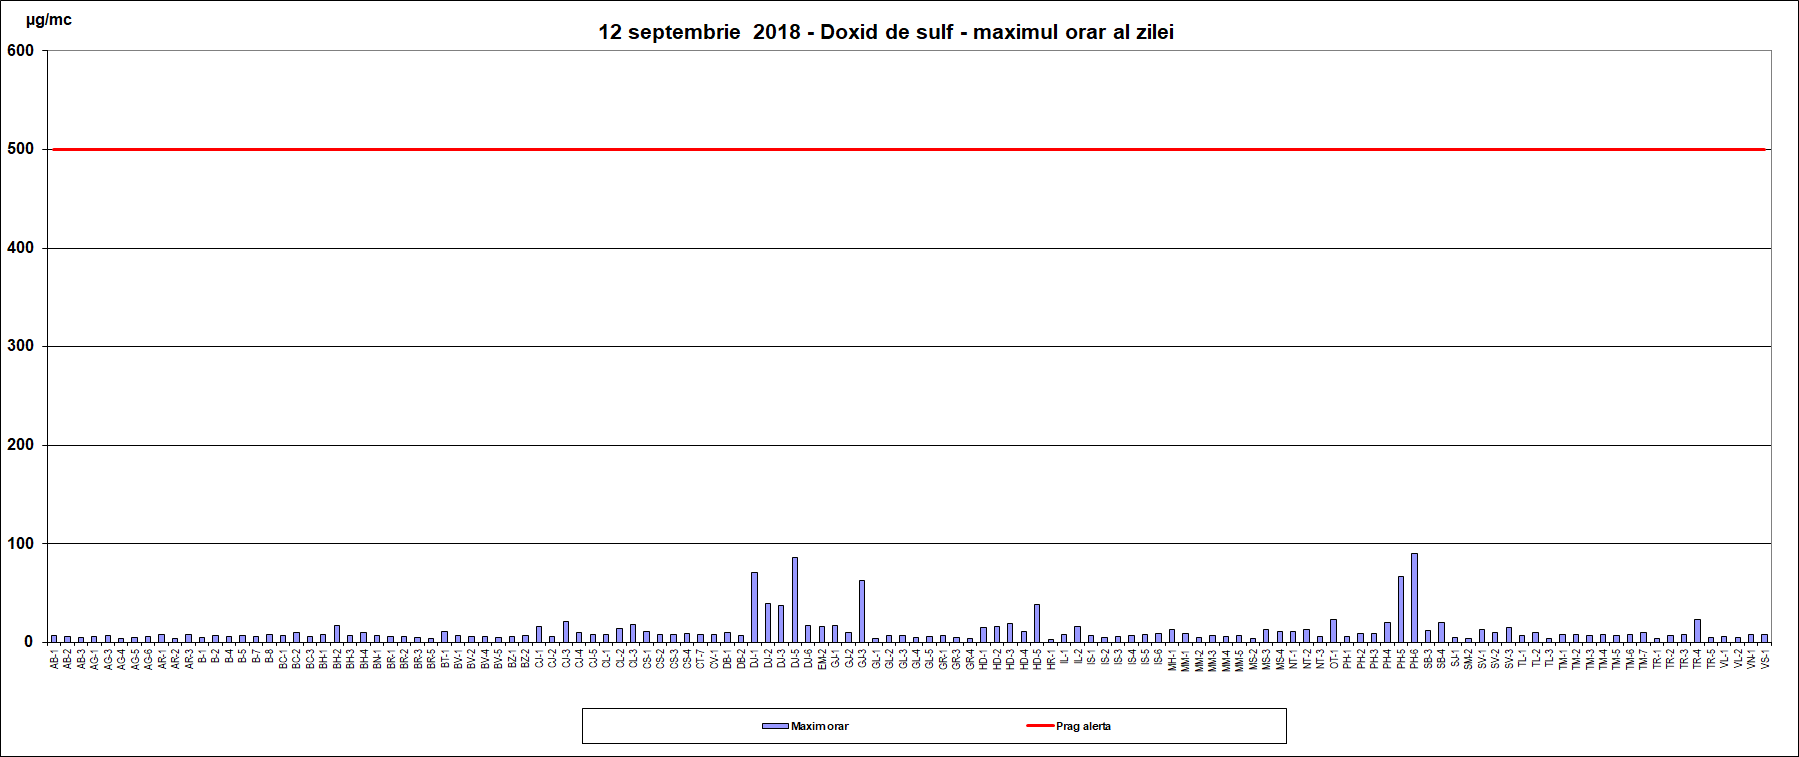 µg/mc
12 septembrie  2018 - Doxid de sulf - maximul orar al zilei
600
500
400
300
200
100
0
AB-1 AB-2 AB-3 AG-1 AG-3 AG-4 AG-5 AG-6 AR-1 AR-2 AR-3 B-1 B-2 B-4 B-5 B-7 B-8 BC-1 BC-2 BC-3 BH-1 BH-2 BH-3 BH-4 BN-1 BR-1 BR-2 BR-3 BR-5 BT-1 BV-1 BV-2 BV-4 BV-5 BZ-1 BZ-2 CJ-1 CJ-2 CJ-3 CJ-4 CJ-5 CL-1 CL-2 CL-3 CS-1 CS-2 CS-3 CS-4 CT-7 CV-1 DB-1 DB-2 DJ-1 DJ-2 DJ-3 DJ-5 DJ-6 EM-2 GJ-1 GJ-2 GJ-3 GL-1 GL-2 GL-3 GL-4 GL-5 GR-1 GR-3 GR-4 HD-1 HD-2 HD-3 HD-4 HD-5 HR-1 IL-1 IL-2 IS-1 IS-2 IS-3 IS-4 IS-5 IS-6 MH-1 MM-1 MM-2 MM-3 MM-4 MM-5 MS-2 MS-3 MS-4 NT-1 NT-2 NT-3 OT-1 PH-1 PH-2 PH-3 PH-4 PH-5 PH-6 SB-3 SB-4 SJ-1 SM-2 SV-1 SV-2 SV-3 TL-1 TL-2 TL-3 TM-1 TM-2 TM-3 TM-4 TM-5 TM-6 TM-7 TR-1 TR-2 TR-3 TR-4 TR-5 VL-1 VL-2 VN-1 VS-1
Maxim orar
Prag alerta